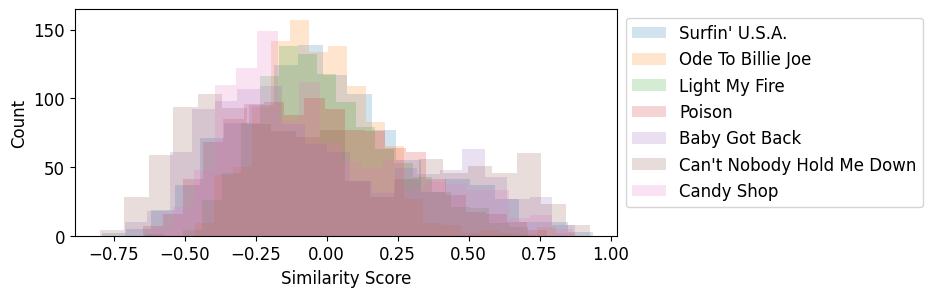 150
100
50
0
Count
−0.75 −0.50 −0.25 0.00 0.25 0.50 0.75 1.00
Similarity Score
Surfin' U.S.A.
Ode To Billie Joe
Light My Fire
Poison
Baby Got Back
Can't Nobody Hold Me Down
Candy Shop